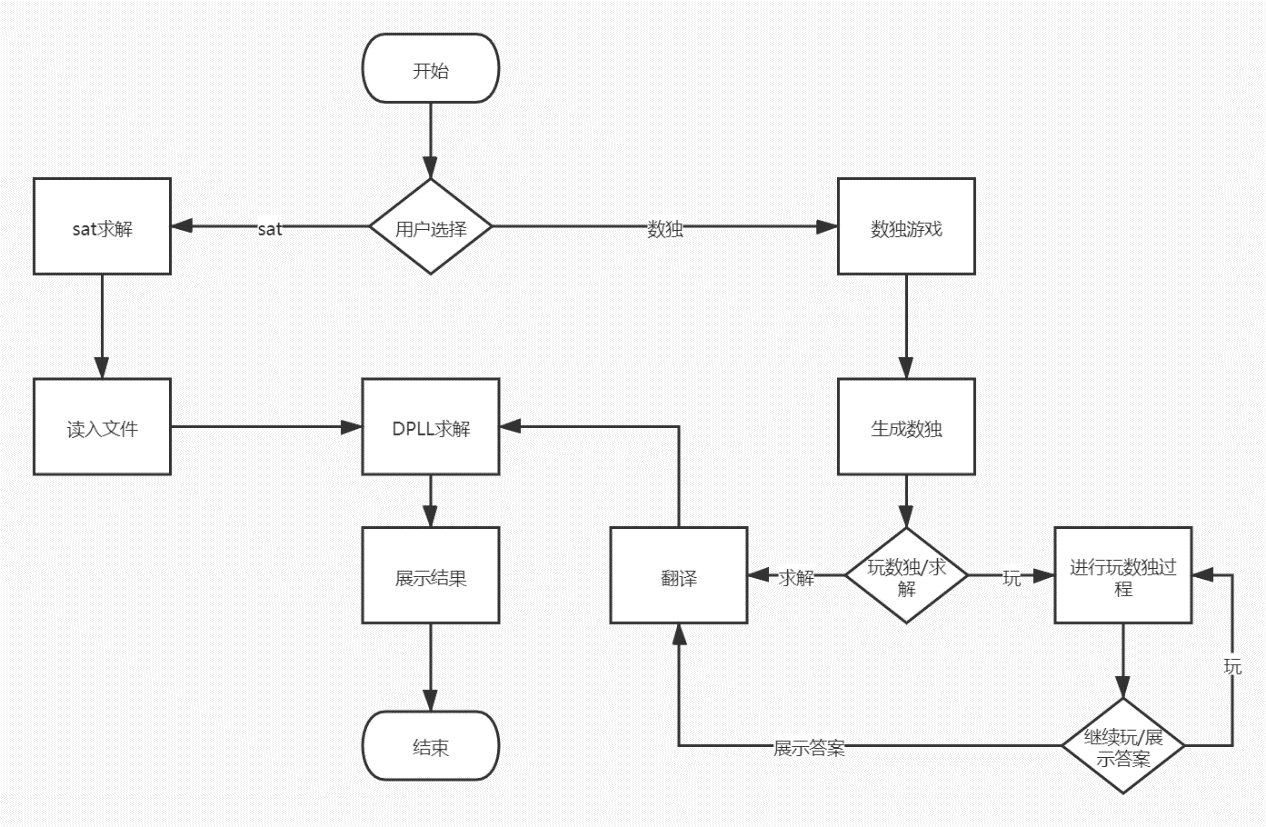 开始
sat求解
sat
用户选择
数独
数独游戏
读入文件
DPLL求解
生成数独
展示结果
翻译
求解
玩数独/求
解
玩
进行玩数独过
程
玩
结束
展示答案
继续玩/展
示答案